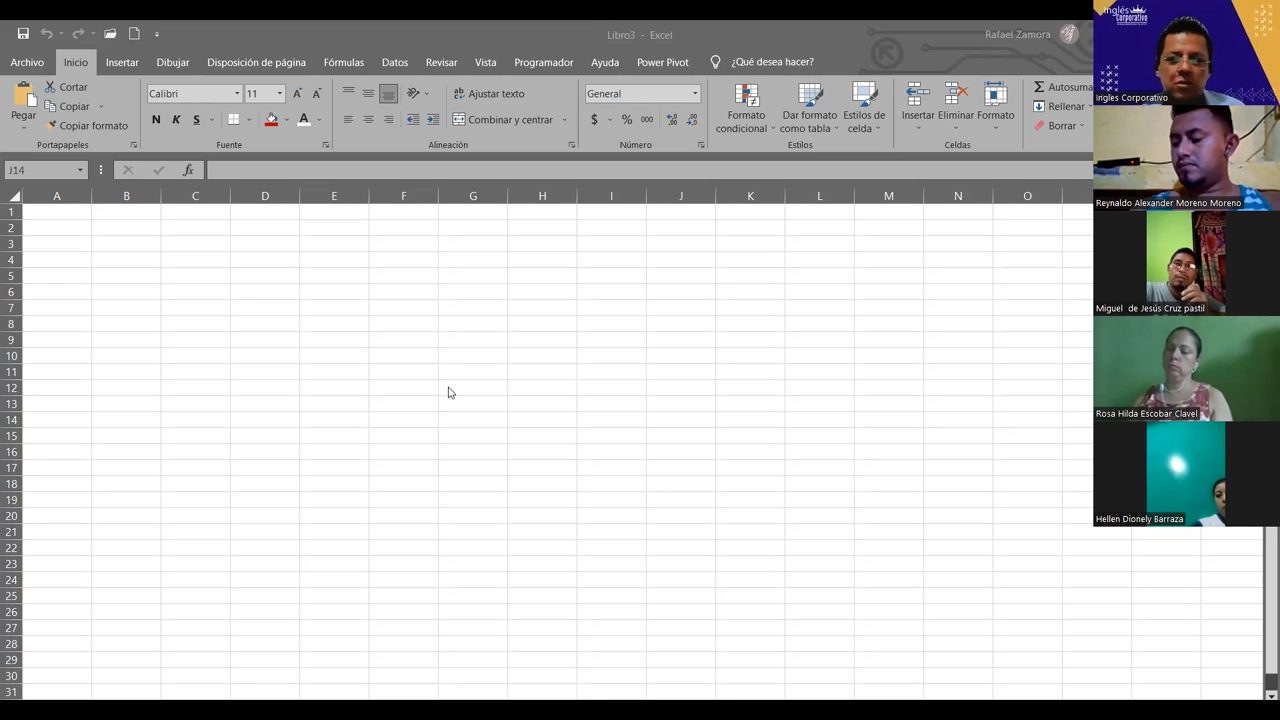 Libro3 - Excel
Rafael Zamora
Archivo Inicio Insertar Dibujar Disposición de página Fórmulas Datos Revisar Vista Programador Ayuda Power Pivot ¿Qué desea hacer?
Pegar
Cortar
Copiar
Copiar formato
Portapapeles
Calibri 11
N K S
A
Fuente
Ajustar texto
Combinar y centrar
Alineación
General
$ % 000
Número
Formato condicional
Dar formato como tabla
Estilos de celda
Estilos
Insertar Eliminar Formato
Celdas
Autosuma
Rellenar
Borrar
J14
fx
A B C D E F G H I J K L M N O
1
2
3
4
5
6
7
8
9
10
11
12
13
14
15
16
17
18
19
20
21
22
23
24
25
26
27
28
29
30
31
Inglés
Corporativo
Ingles Corporativo
Reynaldo Alexander Moreno Moreno
Miguel de Jesús Cruz pastil
Rosa Hilda Escobar Clavel
Hellen Dionely Barraza